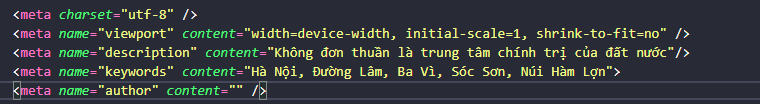 <meta charset="utf-8" />
<meta name="viewport" content="width=device-width, initial-scale=1, shrink-to-fit=no" />
<meta name="description" content="Không đơn thuần là trung tâm chính trị của đất nước"/>
<meta name="keywords" content="Hà Nội, Đường Lâm, Ba Vì, Sóc Sơn, Núi Hàm Lợn">
<meta name="author" content="" />